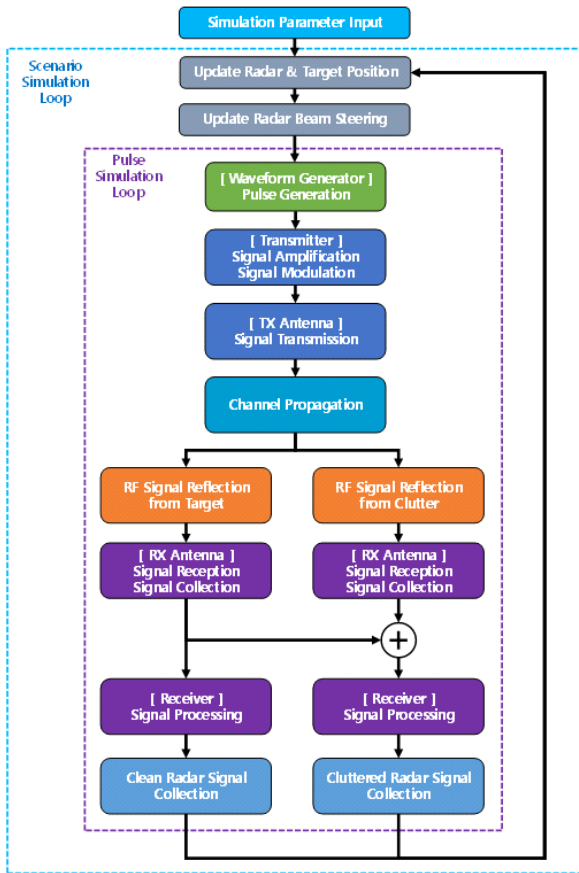 Simulation Parameter Input
Scenario
Simulation
Loop
Update Radar & Target Position
Update Radar Beam Steering
Pulse
Simulation
Loop
[ Waveform Generator ]
Pulse Generation
[ Transmitter ]
Signal Amplification
Signal Modulation
[ TX Antenna ]
Signal Transmission
Channel Propagation
RF Signal Reflection
from Target
RF Signal Reflection
from Clutter
[ RX Antenna ]
Signal Reception
Signal Collection
[ RX Antenna ]
Signal Reception
Signal Collection
+
[ Receiver ]
Signal Processing
[ Receiver ]
Signal Processing
Clean Radar Signal
Collection
Cluttered Radar Signal
Collection